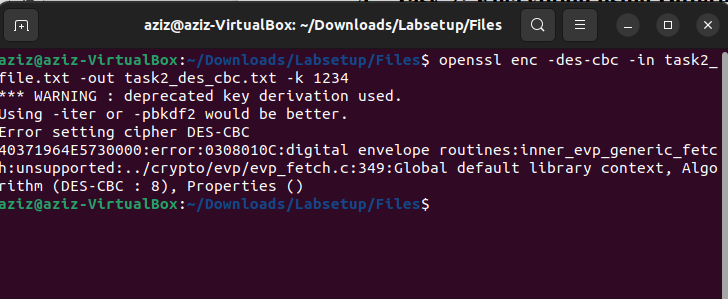 aziz@aziz-VirtualBox: ~/Downloads/Labsetup/Files
aziz@aziz-VirtualBox:~/Downloads/Labsetup/Files$ openssl enc -des-cbc -in task2_
file.txt -out task2_des_cbc.txt -k 1234
*** WARNING : deprecated key derivation used.
Using -iter or -pbkdf2 would be better.
Error setting cipher DES-CBC
40371964E5730000:error:0308010C:digital envelope routines:inner_evp_generic_fetc
h:unsupported:../crypto/evp/evp_fetch.c:349:Global default library context, Algo
rithm (DES-CBC : 8), Properties ()
aziz@aziz-VirtualBox:~/Downloads/Labsetup/Files$